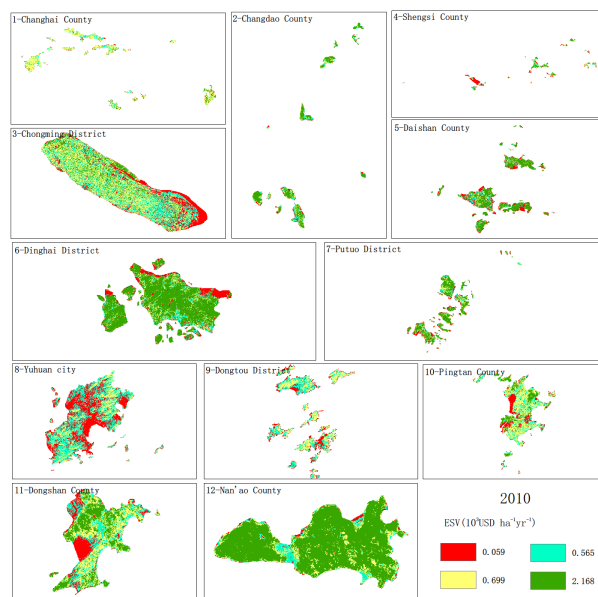 1-Changhai County
2-Changdao County
4-Shengsi County
3-Chongming District
5-Daishan County
6-Dinghai District
7-Putuo District
8-Yuhuan city
9-Dongtou District
10-Pingtan County
11-Dongshan County
12-Nan'ao County
2010
ESV(10³USD ha⁻¹yr⁻¹)
0.059
0.565
0.699
2.168